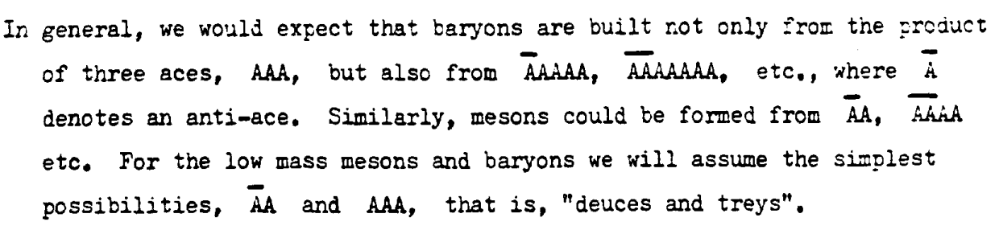 In general, we would expect that baryons are built not only from the product
of three aces, AAA, but also from A̅AAAA, A̅A̅AAAAA, etc., where A̅
denotes an anti-ace. Similarly, mesons could be formed from A̅A, A̅A̅AA
etc. For the low mass mesons and baryons we will assume the simplest
possibilities, A̅A and AAA, that is, "deuces and treys".